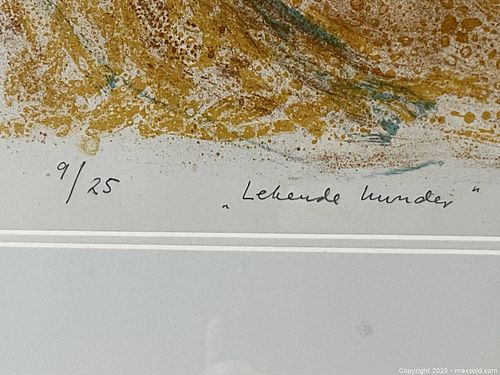 9/25
„Lekende hunder"
Copyright 2025 - maxsold.com